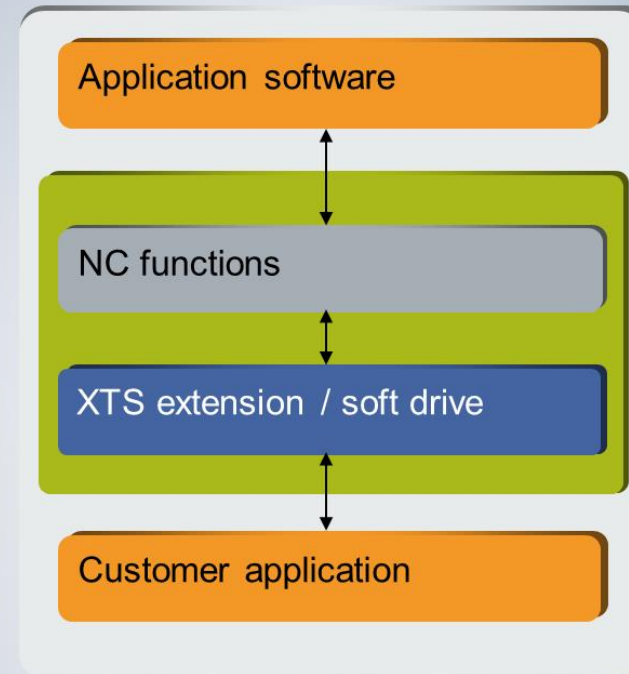 Application software
NC functions
XTS extension / soft drive
Customer application